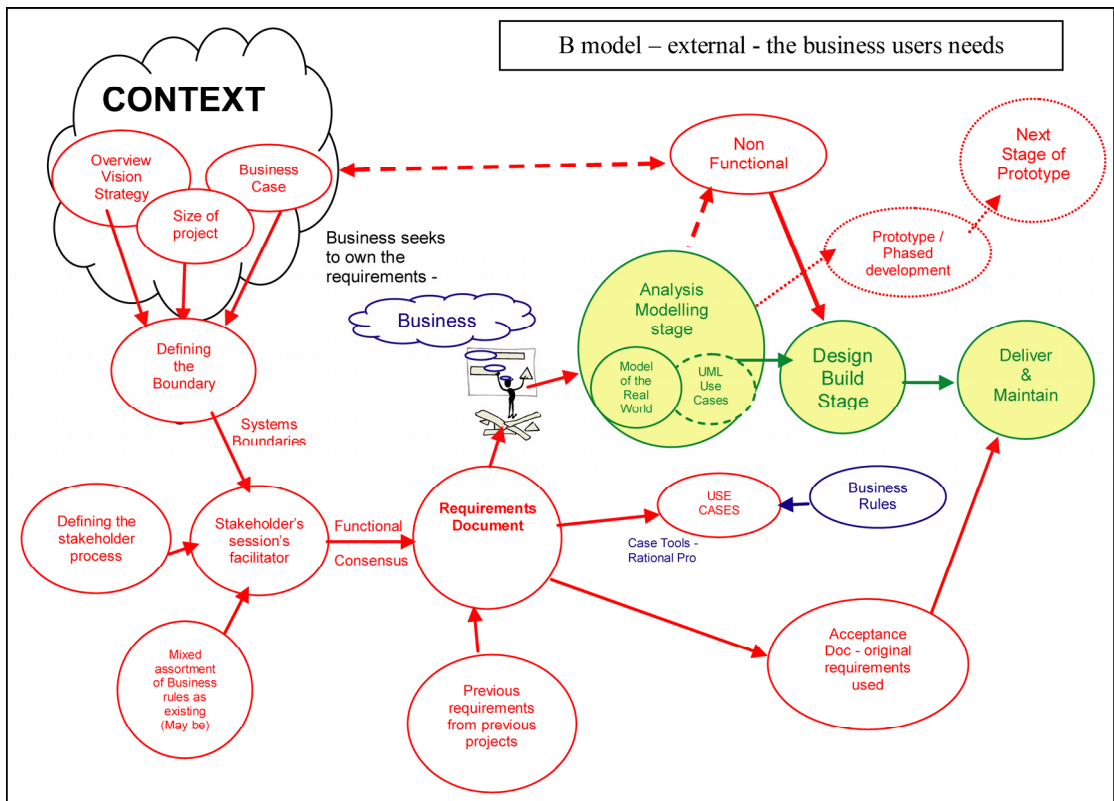 B model – external - the business users needs
CONTEXT
Overview
Vision
Strategy
Business
Case
Size of
project
Non
Functional
Next
Stage of
Prototype
Prototype /
Phased
development
Business seeks
to own the
requirements -
Business
Analysis
Modelling
stage
Model
of the
Real
World
UML
Use
Cases
Design
Build
Stage
Deliver
&
Maintain
Defining
the
Boundary
Systems
Boundaries
Defining the
stakeholder
process
Stakeholder's
session's
facilitator
Functional
Consensus
Requirements
Document
USE
CASES
Business
Rules
Case Tools -
Rational Pro
Mixed
assortment
of Business
rules as
existing
(May be)
Previous
requirements
from previous
projects
Acceptance
Doc - original
requirements
used